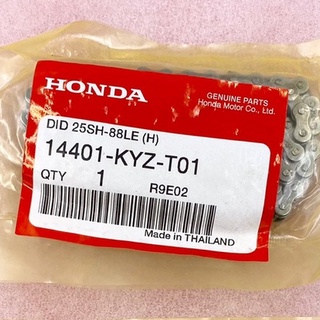 HONDA
GENUINE PARTS
Honda Motor Co., Ltd.
DID 25SH-88LE (H)
14401-KYZ-T01
QTY 1 R9E02
Made in THAILAND